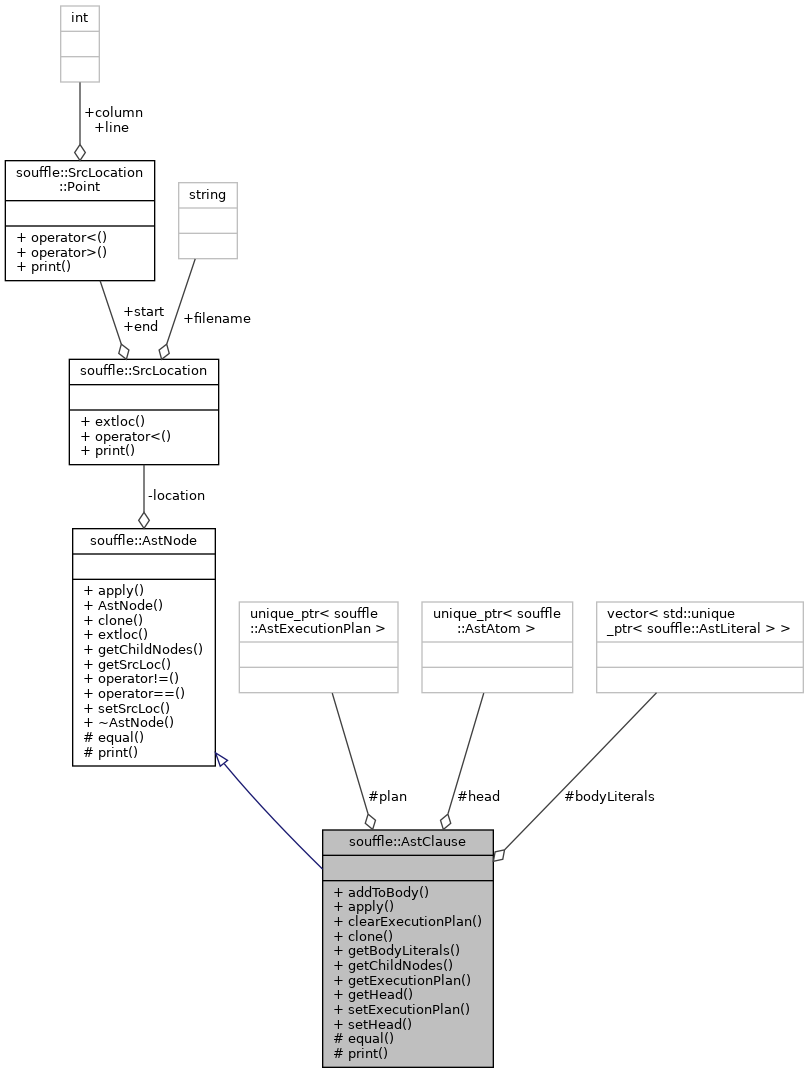 int
+column
+line
souffle::SrcLocation
::Point
+ operator<()
+ operator>()
+ print()
string
+start
+end
+filename
souffle::SrcLocation
+ extloc()
+ operator<()
+ print()
-location
souffle::AstNode
+ apply()
+ AstNode()
+ clone()
+ extloc()
+ getChildNodes()
+ getSrcLoc()
+ operator!=()
+ operator==()
+ setSrcLoc()
+ ~AstNode()
# equal()
# print()
unique_ptr< souffle
::AstExecutionPlan >
unique_ptr< souffle
::AstAtom >
vector< std::unique
_ptr< souffle::AstLiteral > >
#plan
#head
#bodyLiterals
souffle::AstClause
+ addToBody()
+ apply()
+ clearExecutionPlan()
+ clone()
+ getBodyLiterals()
+ getChildNodes()
+ getExecutionPlan()
+ getHead()
+ setExecutionPlan()
+ setHead()
# equal()
# print()